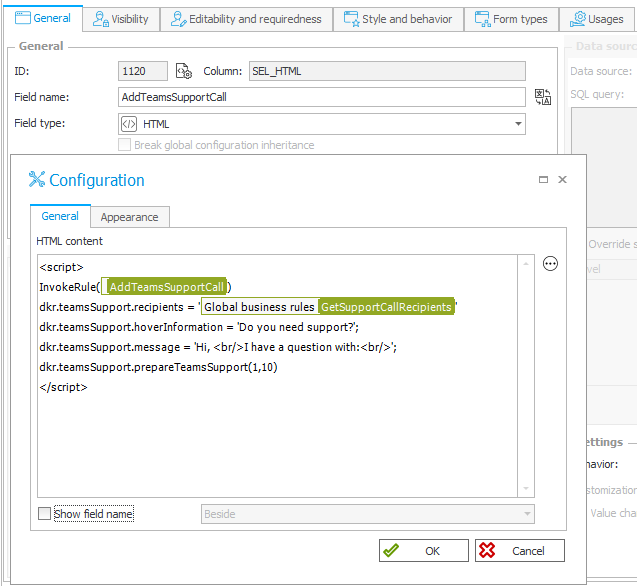 General Visibility Editability and requiredness Style and behavior Form types Usages
General
ID: 1120 Column: SEL_HTML
Field name: AddTeamsSupportCall
Field type: HTML
Break global configuration inheritance
Data sourc
Data source:
SQL query:
Configuration
General Appearance
HTML content
<script>
InvokeRule( AddTeamsSupportCall )
dkr.teamsSupport.recipients = ' Global business rules GetSupportCallRecipients '
dkr.teamsSupport.hoverInformation = 'Do you need support?';
dkr.teamsSupport.message = 'Hi, <br/>I have a question with:<br/>';
dkr.teamsSupport.prepareTeamsSupport(1,10)
</script>
Override s
vel
ettings
havior:
stomization
Value cha
Show field name Beside
OK Cancel